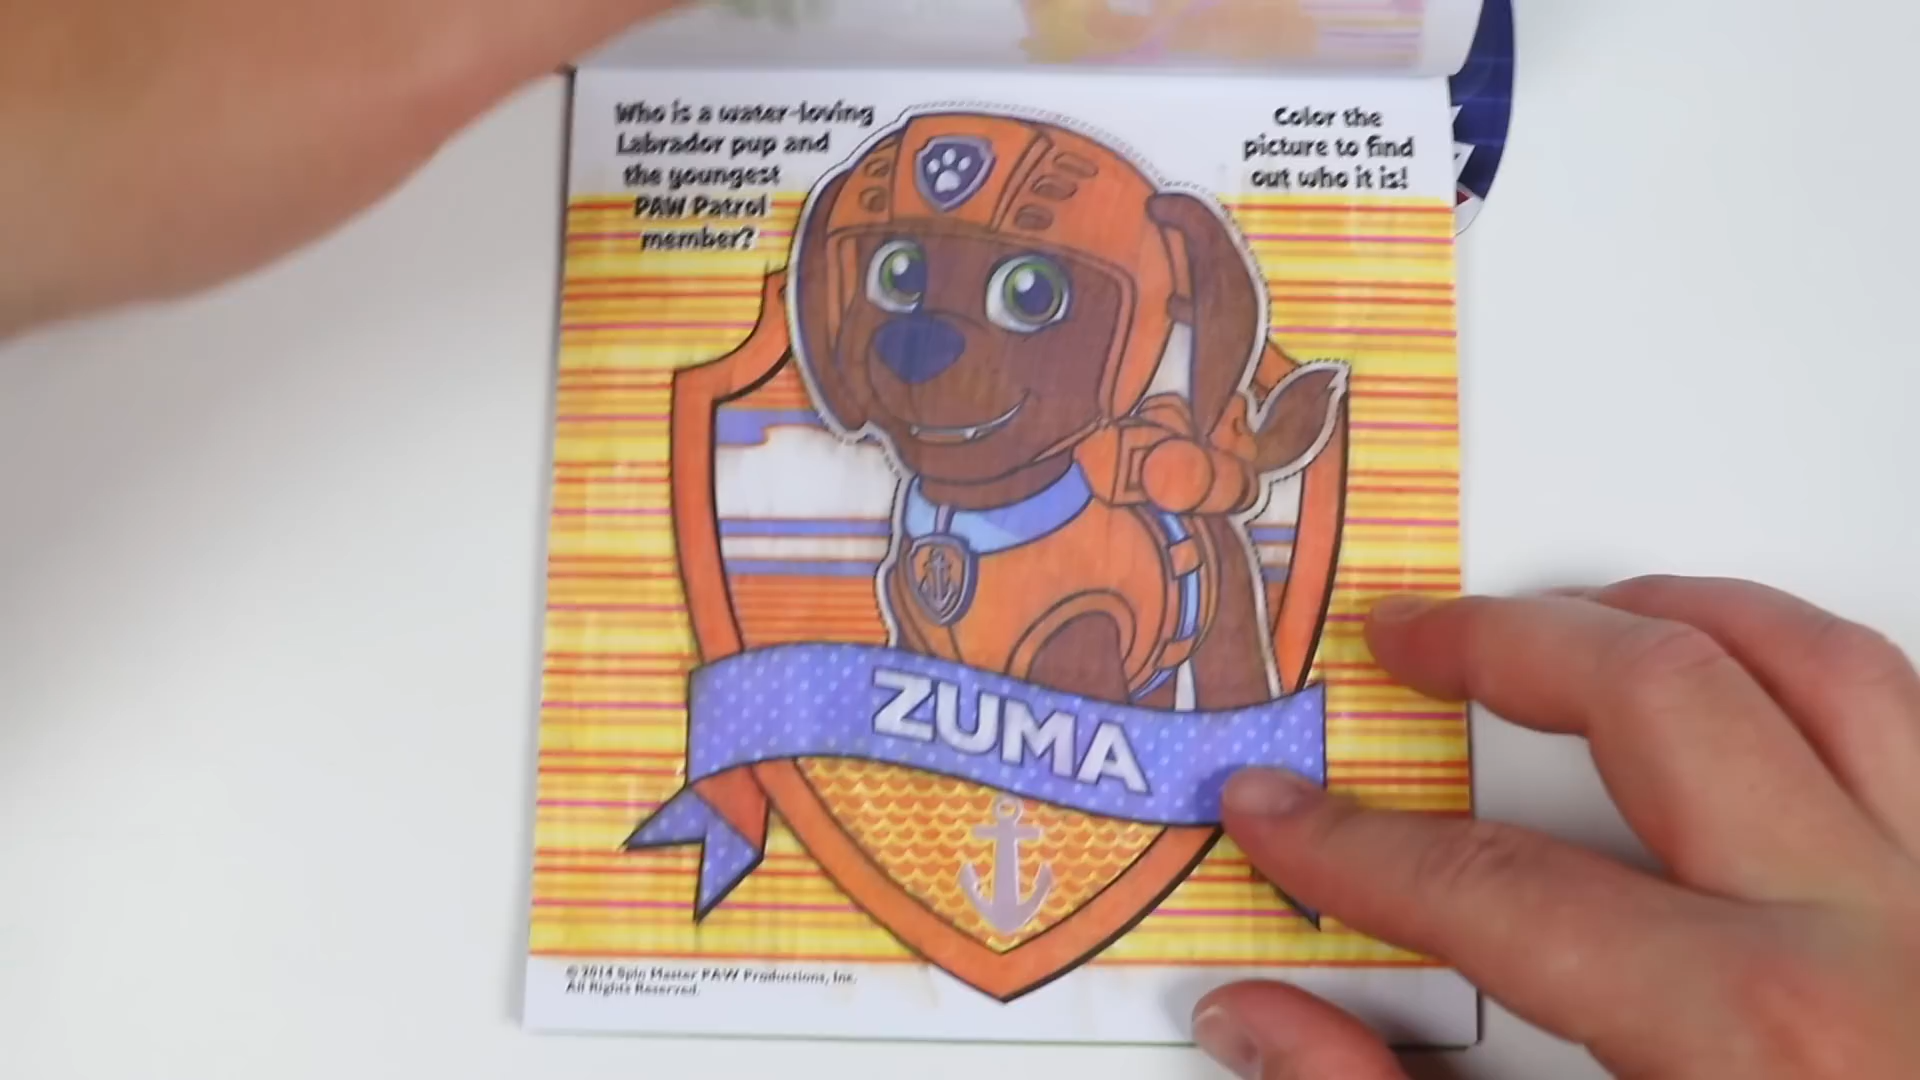 Who is a water-loving
Labrador pup and
the youngest
PAW Patrol
member?
Color the
picture to find
out who it is!
ZUMA
© 2014 Spin Master PAW Productions, Inc.
All Rights Reserved.